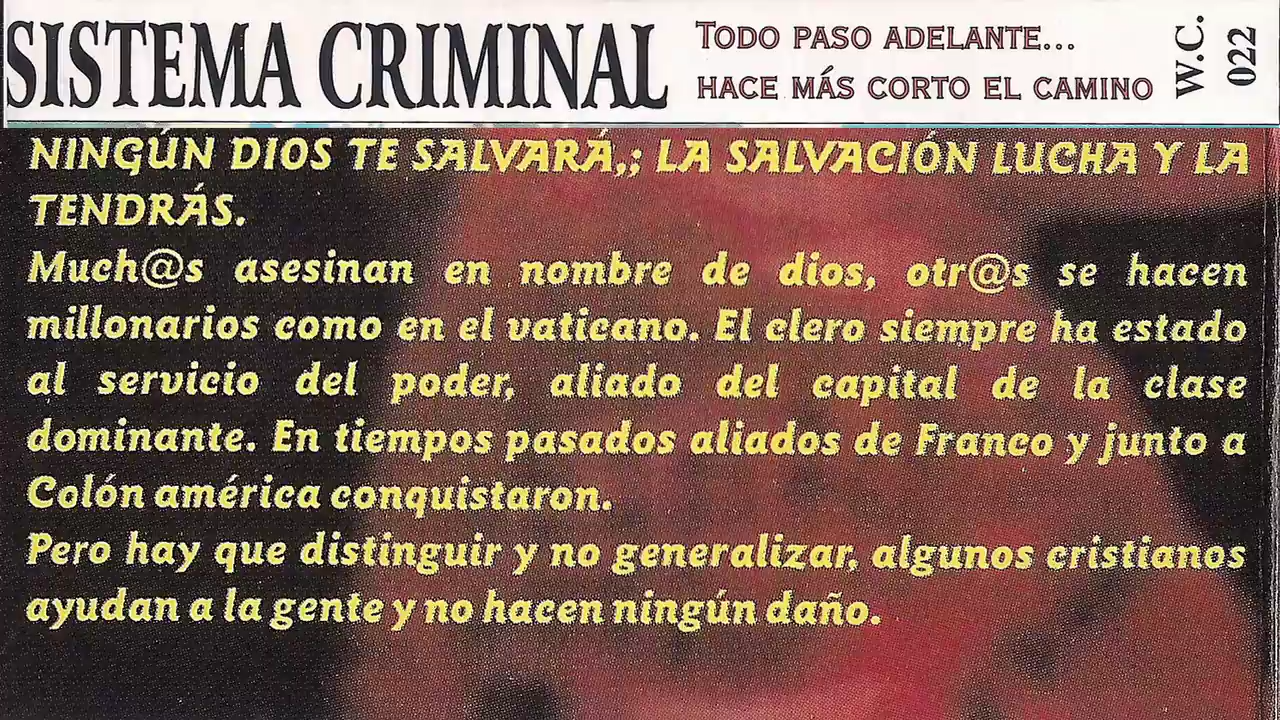 SISTEMA CRIMINAL
TODO PASO ADELANTE...
HACE MÁS CORTO EL CAMINO
W.C.
022
NINGÚN DIOS TE SALVARÁ,; LA SALVACIÓN LUCHA Y LA
TENDRÁS.
Much@s asesinan en nombre de dios, otr@s se hacen
millonarios como en el vaticano. El clero siempre ha estado
al servicio del poder, aliado del capital de la clase
dominante. En tiempos pasados aliados de Franco y junto a
Colón américa conquistaron.
Pero hay que distinguir y no generalizar, algunos cristianos
ayudan a la gente y no hacen ningún daño.